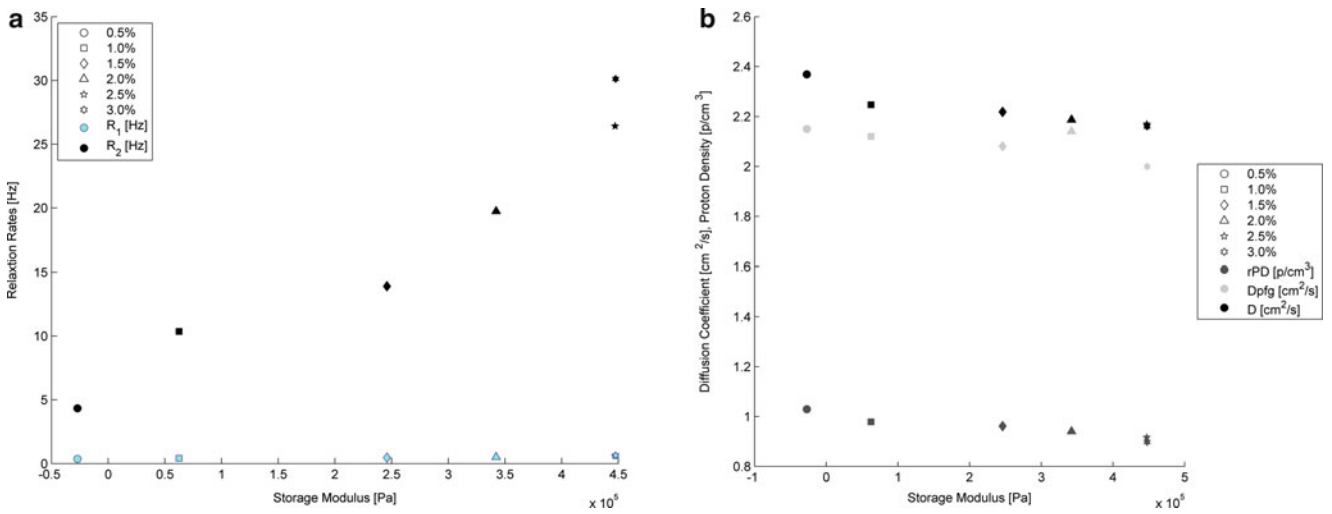 a
35
30
25
20
15
10
5
0
Relaxtion Rates [Hz]
-0.5 0 0.5 1 1.5 2 2.5 3 3.5 4 4.5
Storage Modulus [Pa]
x 10^5
0.5%
1.0%
1.5%
2.0%
2.5%
3.0%
R_1 [Hz]
R_2 [Hz]
b
2.6
2.4
2.2
2
1.8
1.6
1.4
1.2
1
0.8
Diffusion Coefficient [cm^2/s], Proton Density [p/cm^3]
-1 0 1 2 3 4 5
Storage Modulus [Pa]
x 10^5
0.5%
1.0%
1.5%
2.0%
2.5%
3.0%
rPD [p/cm^3]
Dpfg [cm^2/s]
D [cm^2/s]